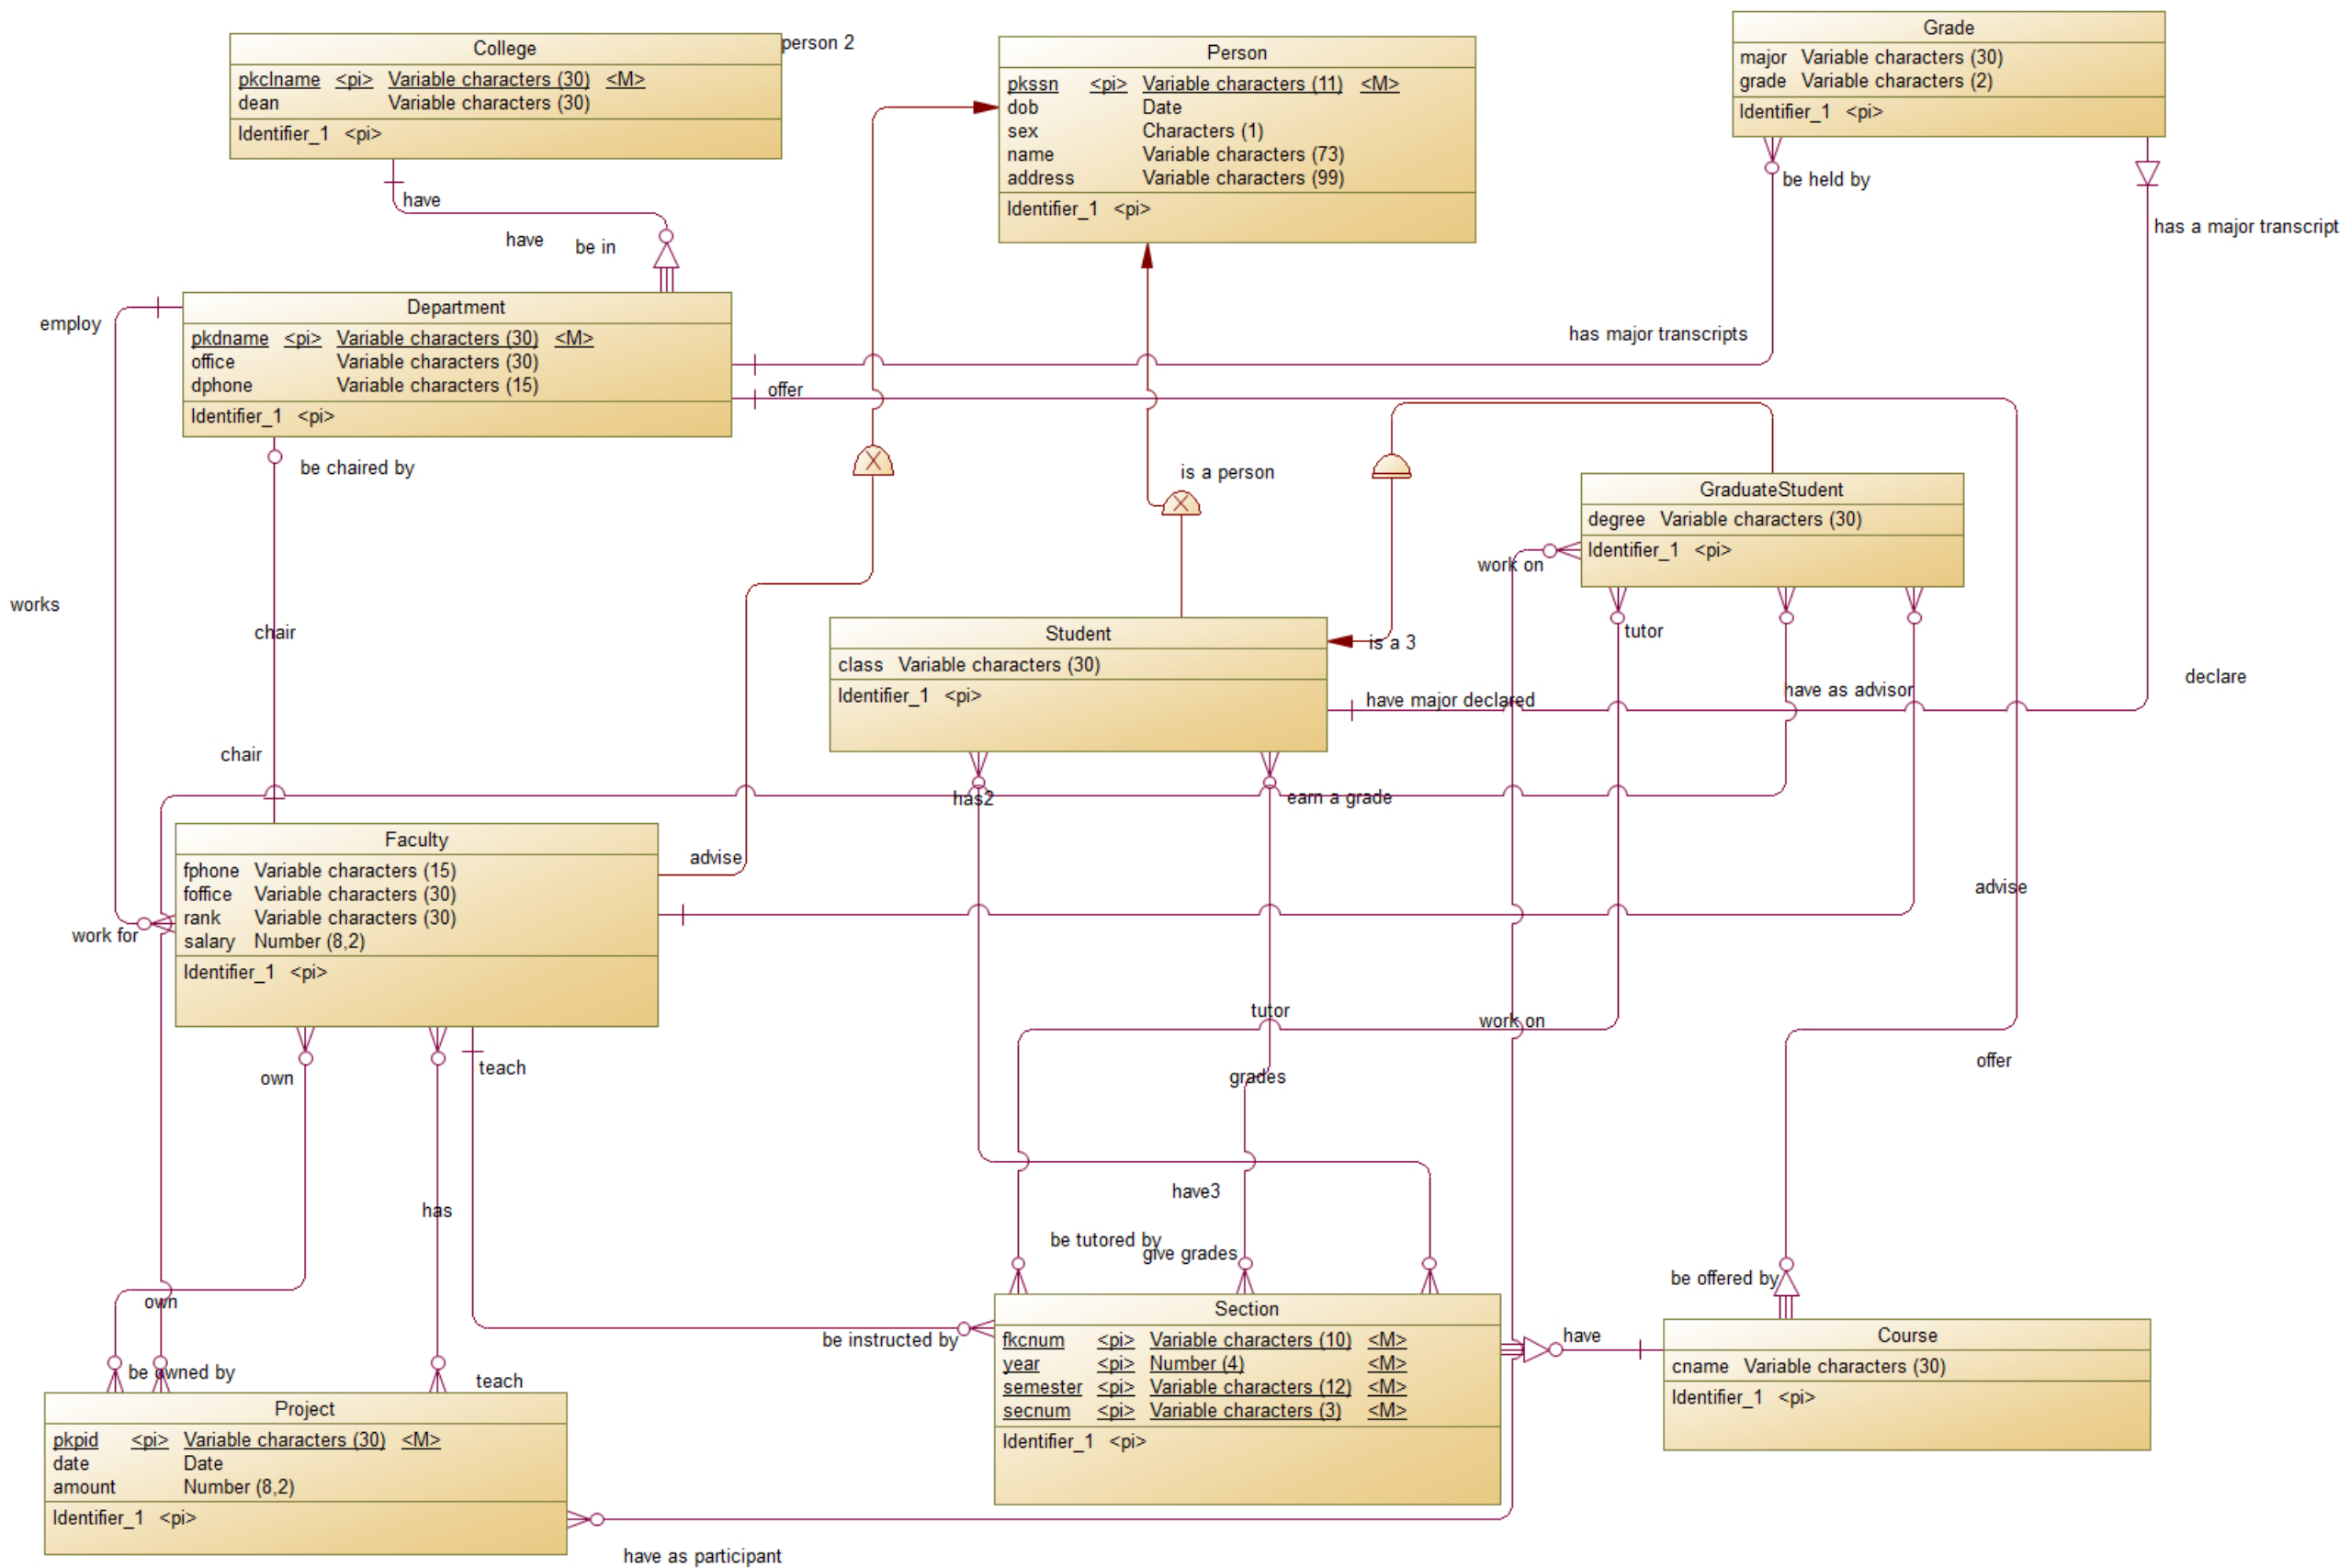 College
pkclname <pi> Variable characters (30) <M>
dean Variable characters (30)
Identifier_1 <pi>
person 2
Person
pkssn <pi> Variable characters (11) <M>
dob Date
sex Characters (1)
name Variable characters (73)
address Variable characters (99)
Identifier_1 <pi>
Grade
major Variable characters (30)
grade Variable characters (2)
Identifier_1 <pi>
be held by
has a major transcript
have
have
be in
employ
Department
pkdname <pi> Variable characters (30) <M>
office Variable characters (30)
dphone Variable characters (15)
Identifier_1 <pi>
has major transcripts
offer
be chaired by
is a person
GraduateStudent
degree Variable characters (30)
Identifier_1 <pi>
work on
works
chair
tutor
Student
class Variable characters (30)
Identifier_1 <pi>
is a 3
have major declared
have as advisor
declare
chair
has2
earn a grade
Faculty
fphone Variable characters (15)
foffice Variable characters (30)
rank Variable characters (30)
salary Number (8,2)
Identifier_1 <pi>
advise
advise
work for
tutor
work on
offer
own
teach
grades
has
have3
be tutored by
give grades
be offered by
own
be instructed by
Section
fkcnum <pi> Variable characters (10) <M>
year <pi> Number (4) <M>
semester <pi> Variable characters (12) <M>
secnum <pi> Variable characters (3) <M>
Identifier_1 <pi>
have
Course
cname Variable characters (30)
Identifier_1 <pi>
be owned by
teach
Project
pkpid <pi> Variable characters (30) <M>
date Date
amount Number (8,2)
Identifier_1 <pi>
have as participant